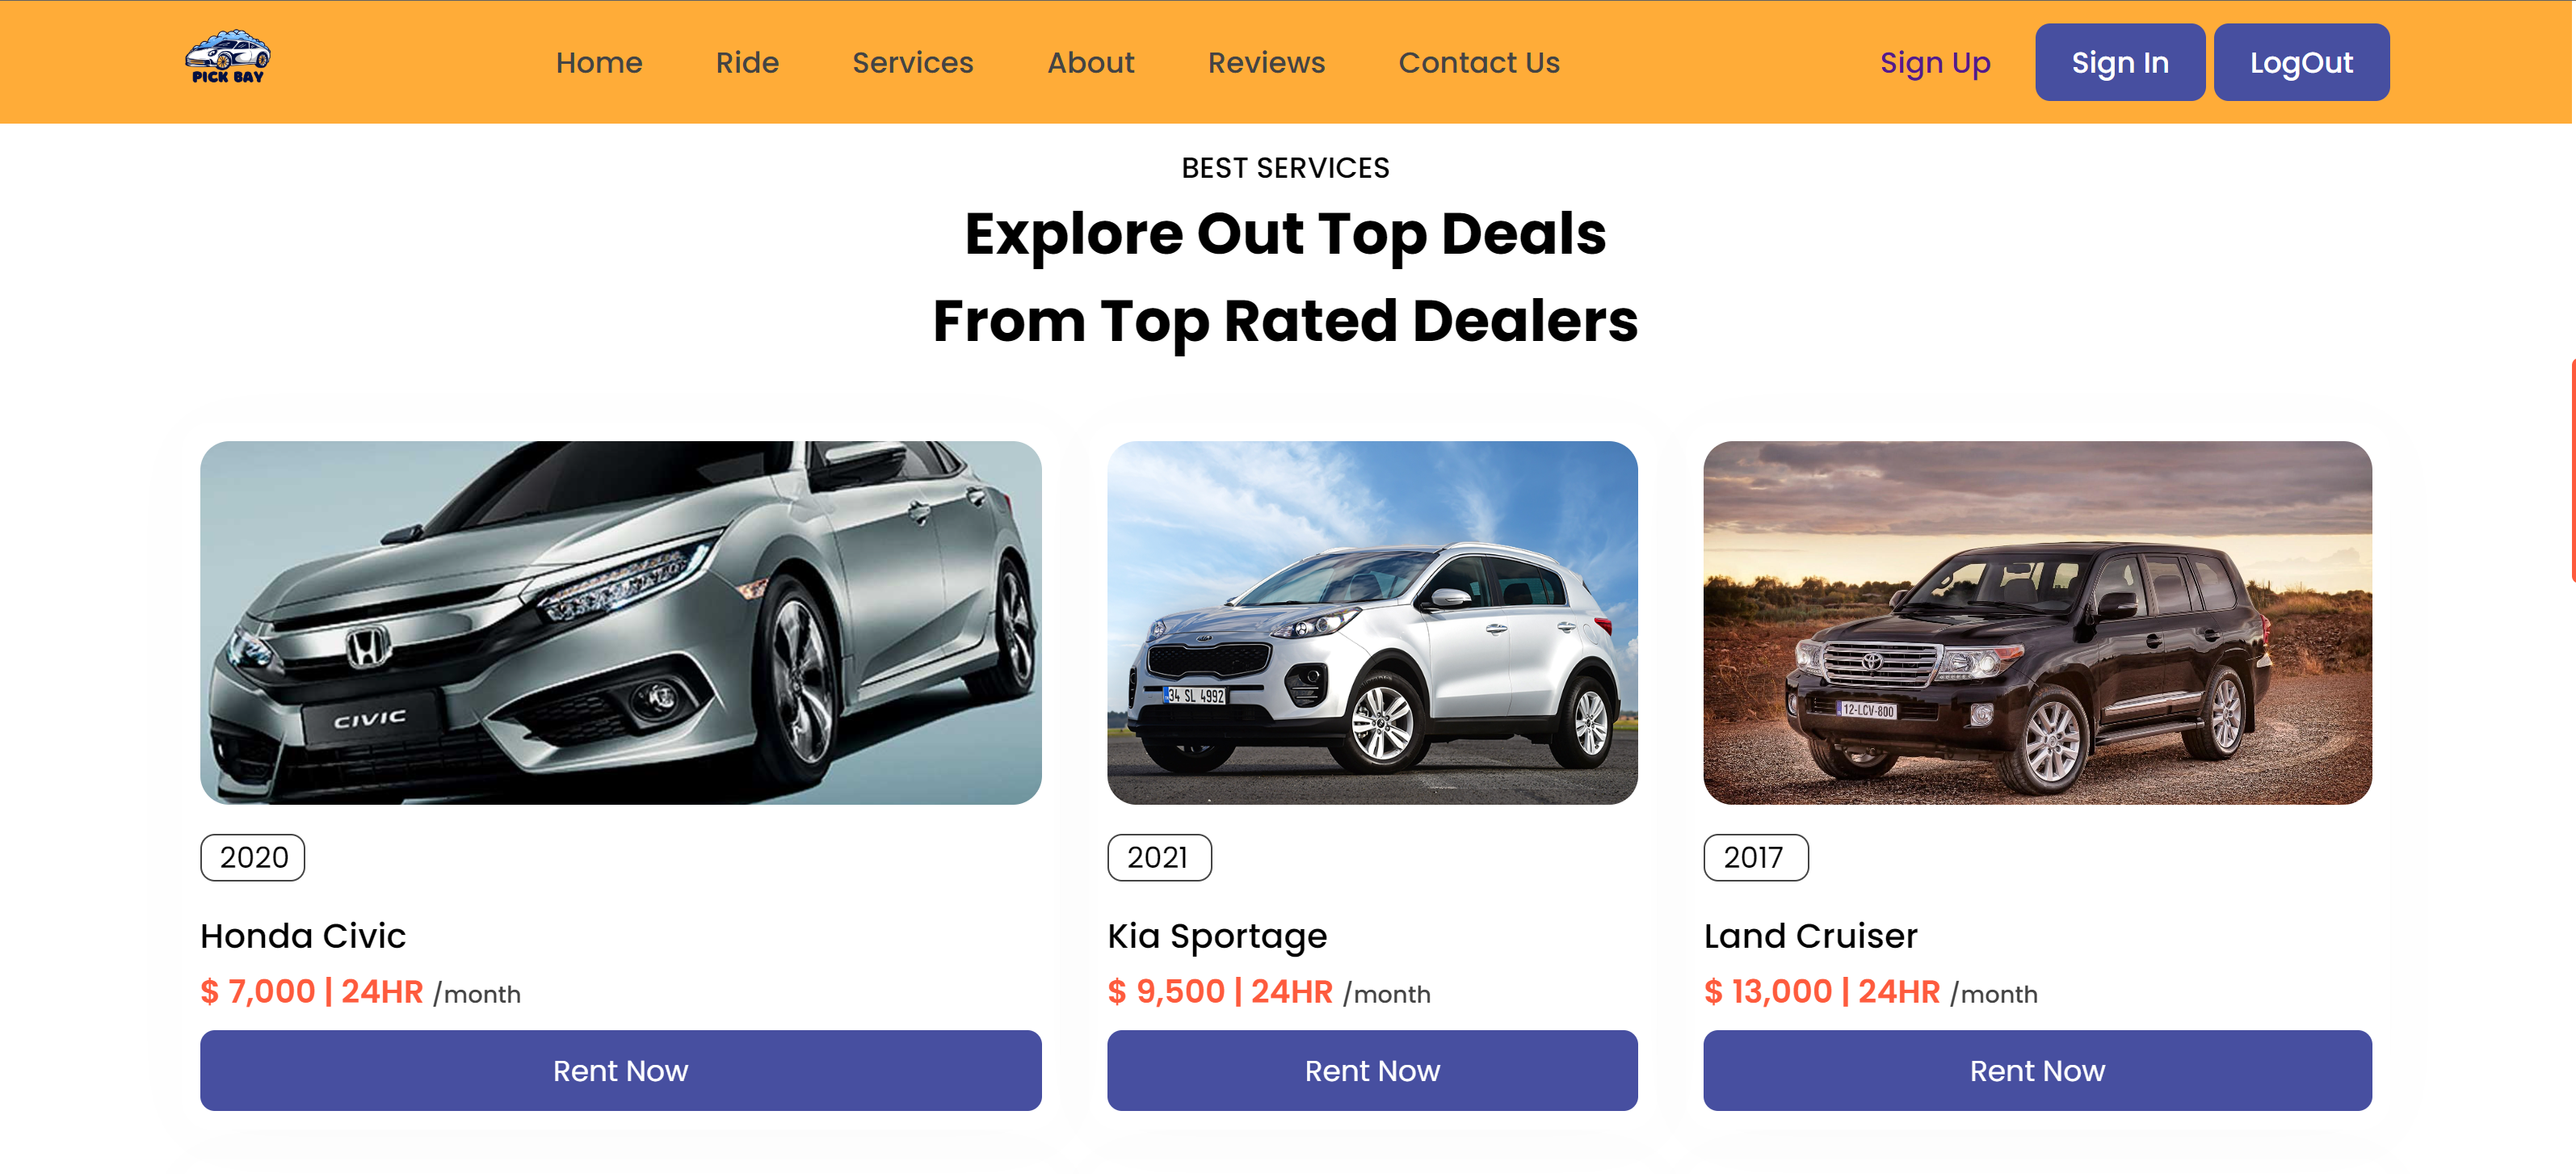 PICK BAY
Home Ride Services About Reviews Contact Us Sign Up Sign In LogOut
BEST SERVICES
Explore Out Top Deals
From Top Rated Dealers
CIVIC
34 SL 4992
12-LCV-800
2020 2021 2017
Honda Civic Kia Sportage Land Cruiser
$ 7,000 | 24HR /month $ 9,500 | 24HR /month $ 13,000 | 24HR /month
Rent Now Rent Now Rent Now